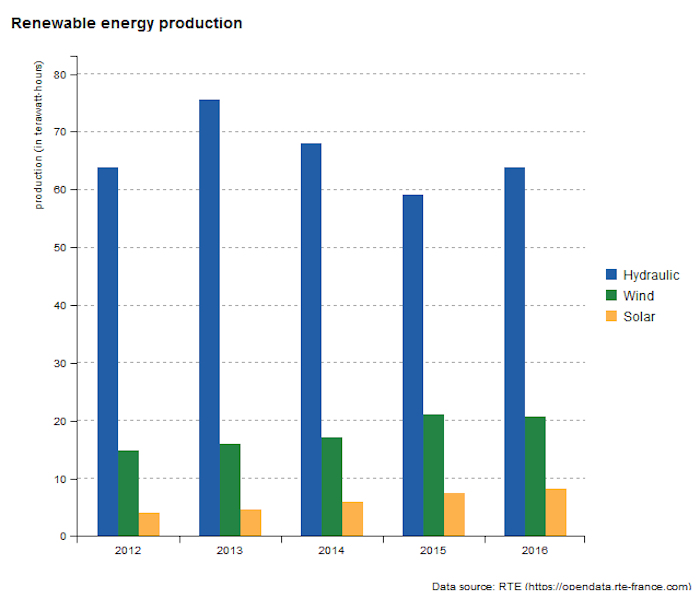 Renewable energy production
production (in terawatt-hours)
80
70
60
50
40
30
20
10
0
2012 2013 2014 2015 2016
Hydraulic
Wind
Solar
Data source: RTE (https://opendata.rte-france.com)